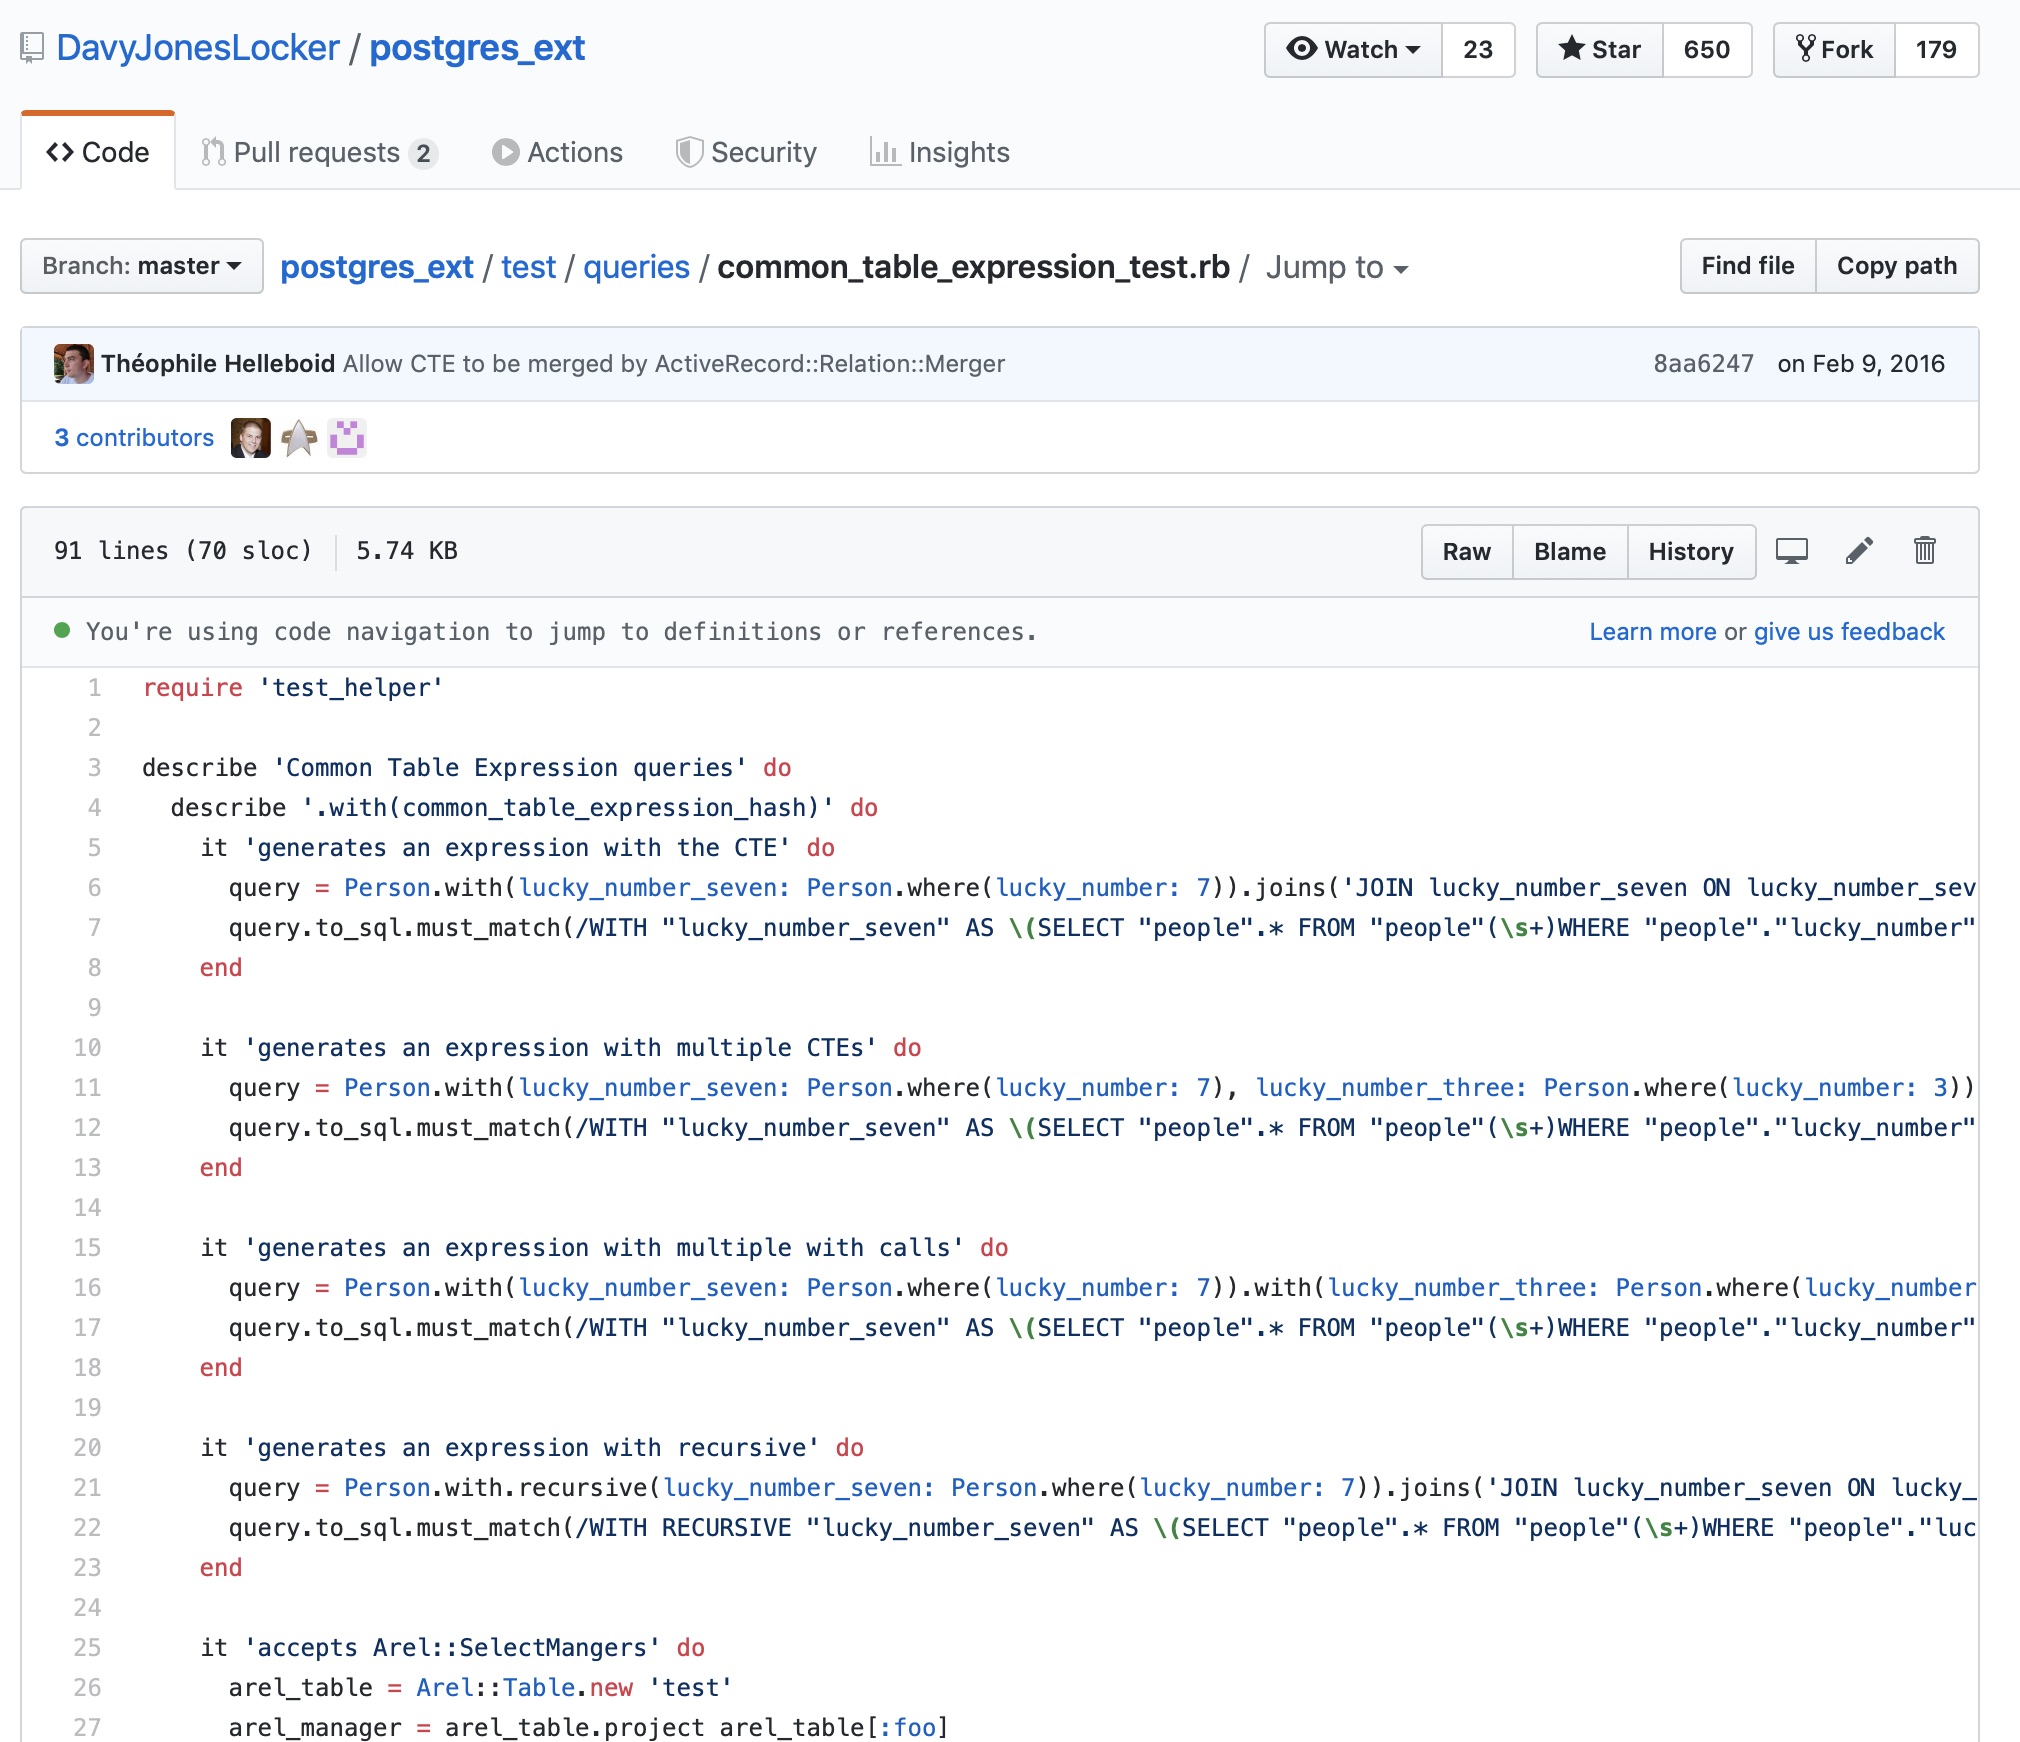 DavyJonesLocker / postgres_ext
Watch 23 Star 650 Fork 179
Code Pull requests 2 Actions Security Insights
Branch: master postgres_ext / test / queries / common_table_expression_test.rb / Jump to Find file Copy path
Théophile Helleboid Allow CTE to be merged by ActiveRecord::Relation::Merger 8aa6247 on Feb 9, 2016
3 contributors
91 lines (70 sloc) 5.74 KB Raw Blame History
You're using code navigation to jump to definitions or references. Learn more or give us feedback
1 require 'test_helper'
2
3 describe 'Common Table Expression queries' do
4   describe '.with(common_table_expression_hash)' do
5     it 'generates an expression with the CTE' do
6       query = Person.with(lucky_number_seven: Person.where(lucky_number: 7)).joins('JOIN lucky_number_seven ON lucky_number_sev
7       query.to_sql.must_match(/WITH "lucky_number_seven" AS \(SELECT "people".* FROM "people"(\s+)WHERE "people"."lucky_number"
8     end
9
10     it 'generates an expression with multiple CTEs' do
11       query = Person.with(lucky_number_seven: Person.where(lucky_number: 7), lucky_number_three: Person.where(lucky_number: 3))
12       query.to_sql.must_match(/WITH "lucky_number_seven" AS \(SELECT "people".* FROM "people"(\s+)WHERE "people"."lucky_number"
13     end
14
15     it 'generates an expression with multiple with calls' do
16       query = Person.with(lucky_number_seven: Person.where(lucky_number: 7)).with(lucky_number_three: Person.where(lucky_number
17       query.to_sql.must_match(/WITH "lucky_number_seven" AS \(SELECT "people".* FROM "people"(\s+)WHERE "people"."lucky_number"
18     end
19
20     it 'generates an expression with recursive' do
21       query = Person.with.recursive(lucky_number_seven: Person.where(lucky_number: 7)).joins('JOIN lucky_number_seven ON lucky_
22       query.to_sql.must_match(/WITH RECURSIVE "lucky_number_seven" AS \(SELECT "people".* FROM "people"(\s+)WHERE "people"."luc
23     end
24
25     it 'accepts Arel::SelectMangers' do
26       arel_table = Arel::Table.new 'test'
27       arel_manager = arel_table.project arel_table[:foo]